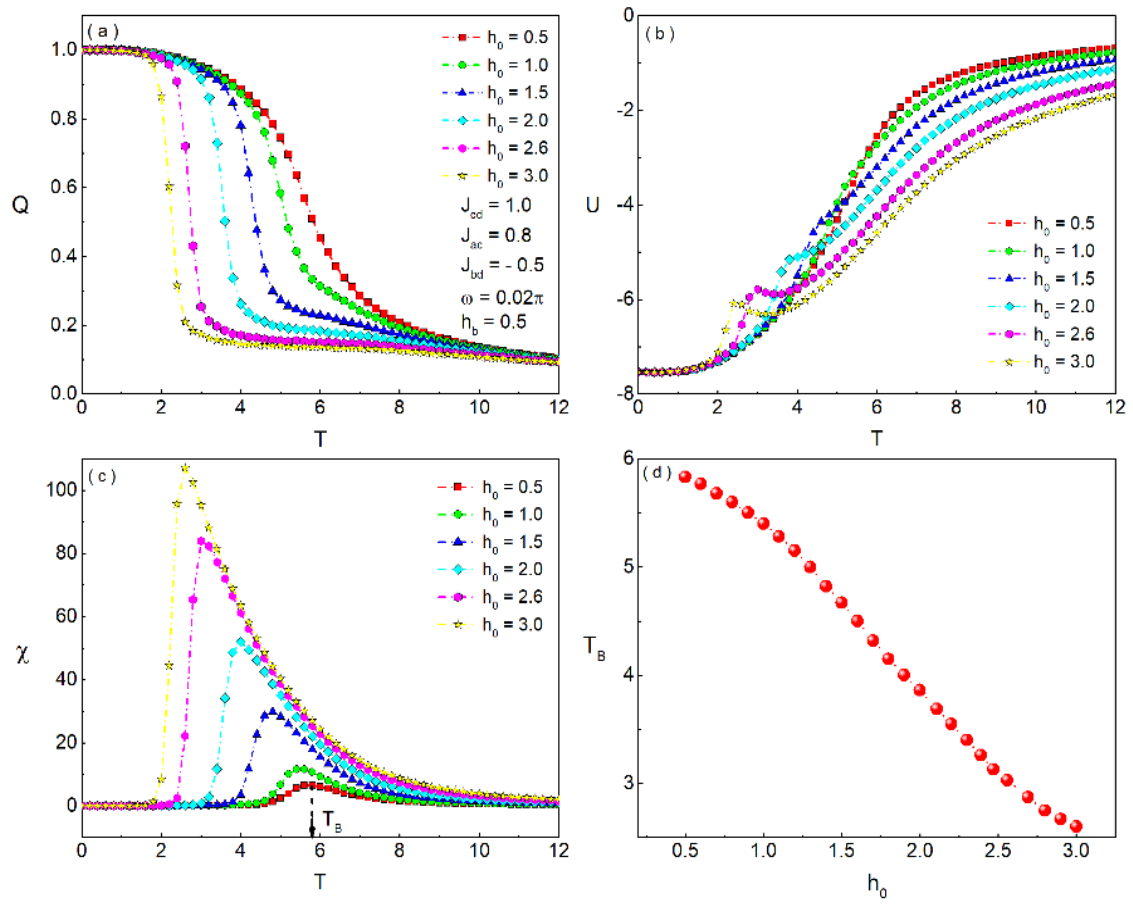 ( a )
1.0
0.8
0.6
0.4
0.2
0.0
Q
0 2 4 6 8 10 12
T
h0 = 0.5
h0 = 1.0
h0 = 1.5
h0 = 2.0
h0 = 2.6
h0 = 3.0
Jcd = 1.0
Jac = 0.8
Jbd = - 0.5
ω = 0.02π
hb = 0.5
( b )
0
-2
-4
-6
-8
U
0 2 4 6 8 10 12
T
h0 = 0.5
h0 = 1.0
h0 = 1.5
h0 = 2.0
h0 = 2.6
h0 = 3.0
( c )
100
80
60
40
20
0
χ
0 2 4 6 8 10 12
T
h0 = 0.5
h0 = 1.0
h0 = 1.5
h0 = 2.0
h0 = 2.6
h0 = 3.0
TB
( d )
6
5
4
3
TB
0.5 1.0 1.5 2.0 2.5 3.0
h0